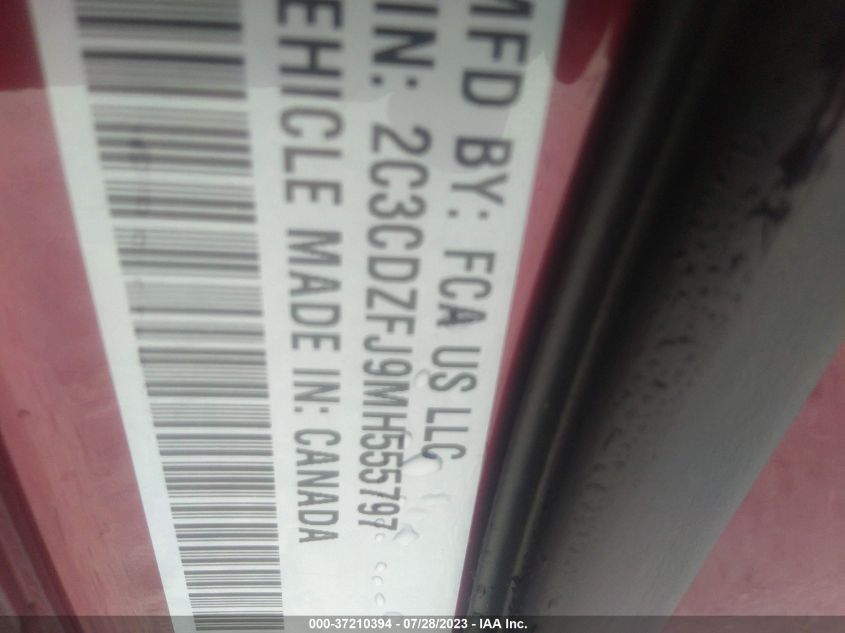 MFD BY: FCA US LLC
IN: 2C3CDZFJ9MH555797
EHICLE MADE IN: CANADA
000-37210394 - 07/28/2023 - IAA Inc.